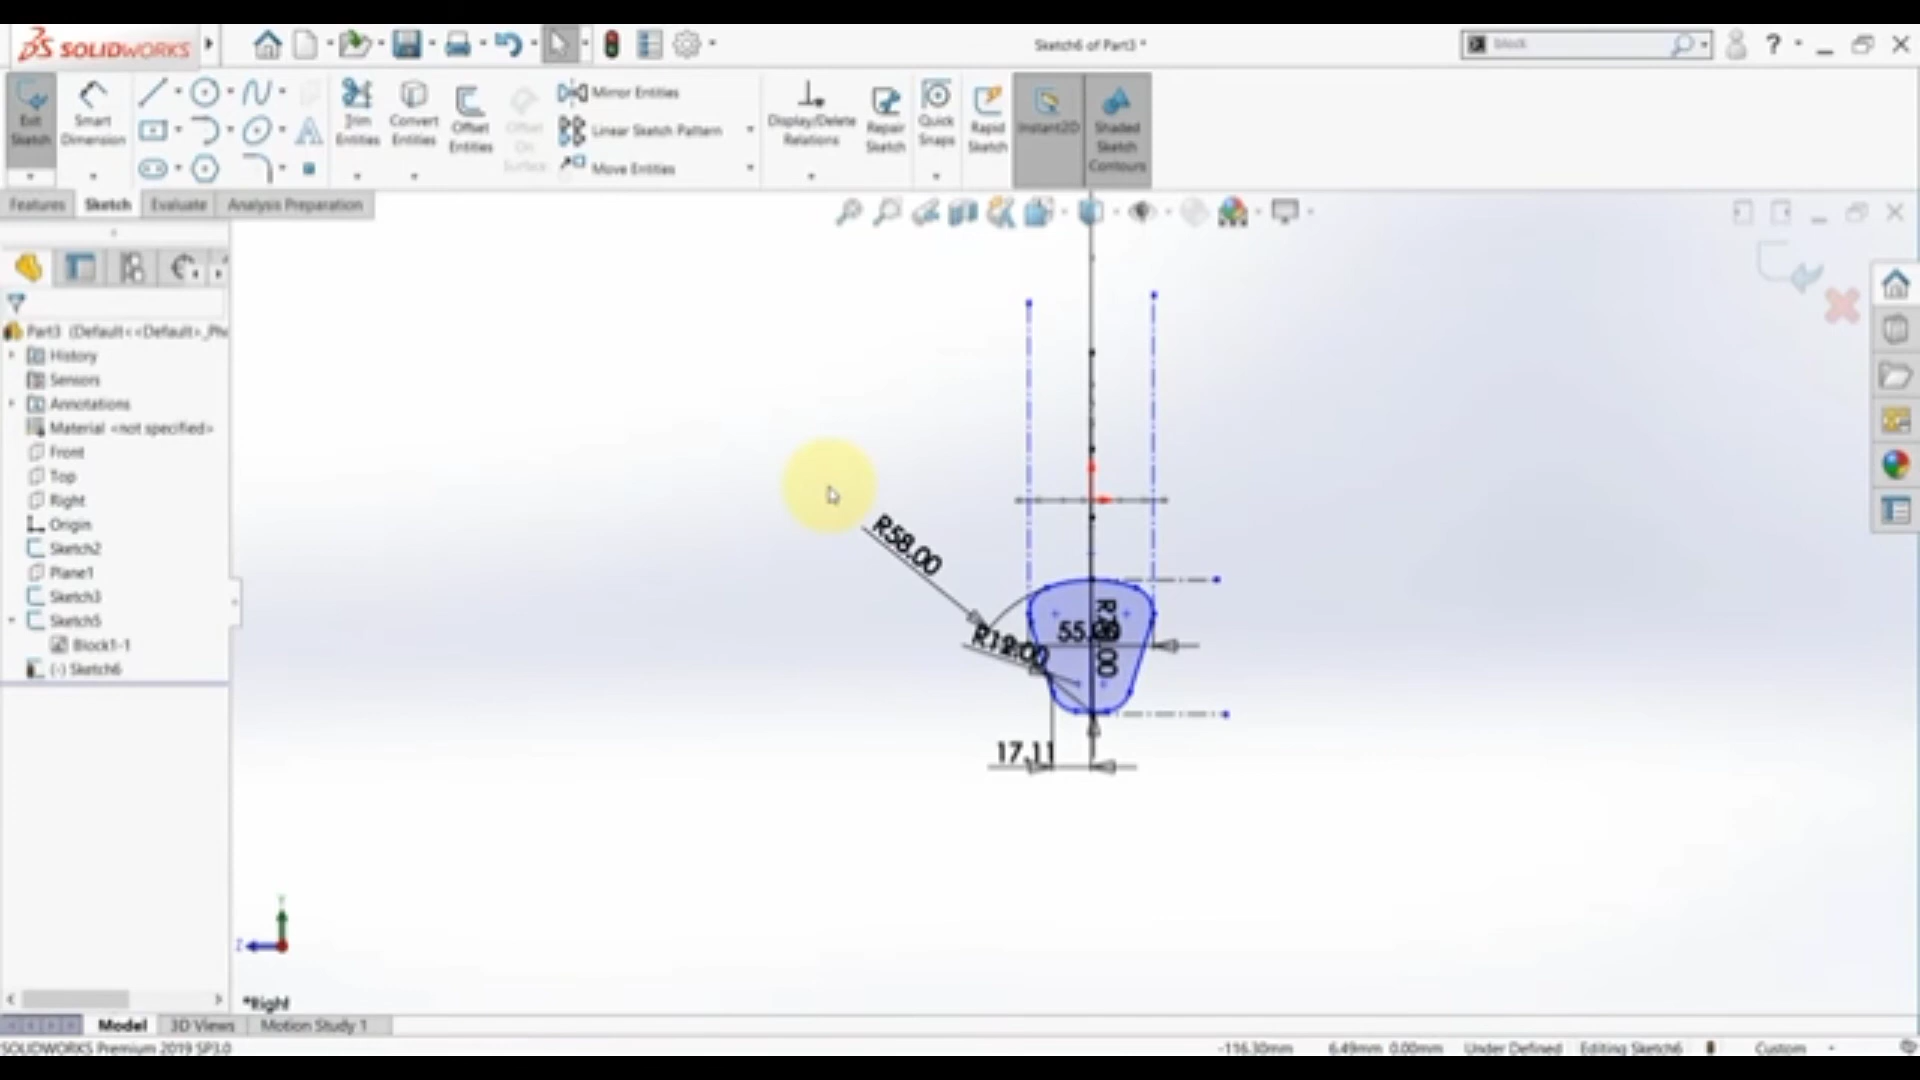 SOLIDWORKS
Sketch6 of Part3 *
block
Exit Sketch
Smart Dimension
Trim Entities
Convert Entities
Offset Entities
Offset On Surface
Mirror Entities
Linear Sketch Pattern
Move Entities
Display/Delete Relations
Repair Sketch
Quick Snaps
Rapid Sketch
Instant2D
Shaded Sketch Contours
Features
Sketch
Evaluate
Analysis Preparation
Part3 (Default<<Default>_Ph
History
Sensors
Annotations
Material <not specified>
Front
Top
Right
Origin
Sketch2
Plane1
Sketch3
Sketch5
Block1-1
(-) Sketch6
R58.00
17.11
Y
Z
*Right
Model
3D Views
Motion Study 1
SOLIDWORKS Premium 2019 SP3.0
-116.30mm
6.49mm 0.00mm
Under Defined
Editing Sketch6
Custom